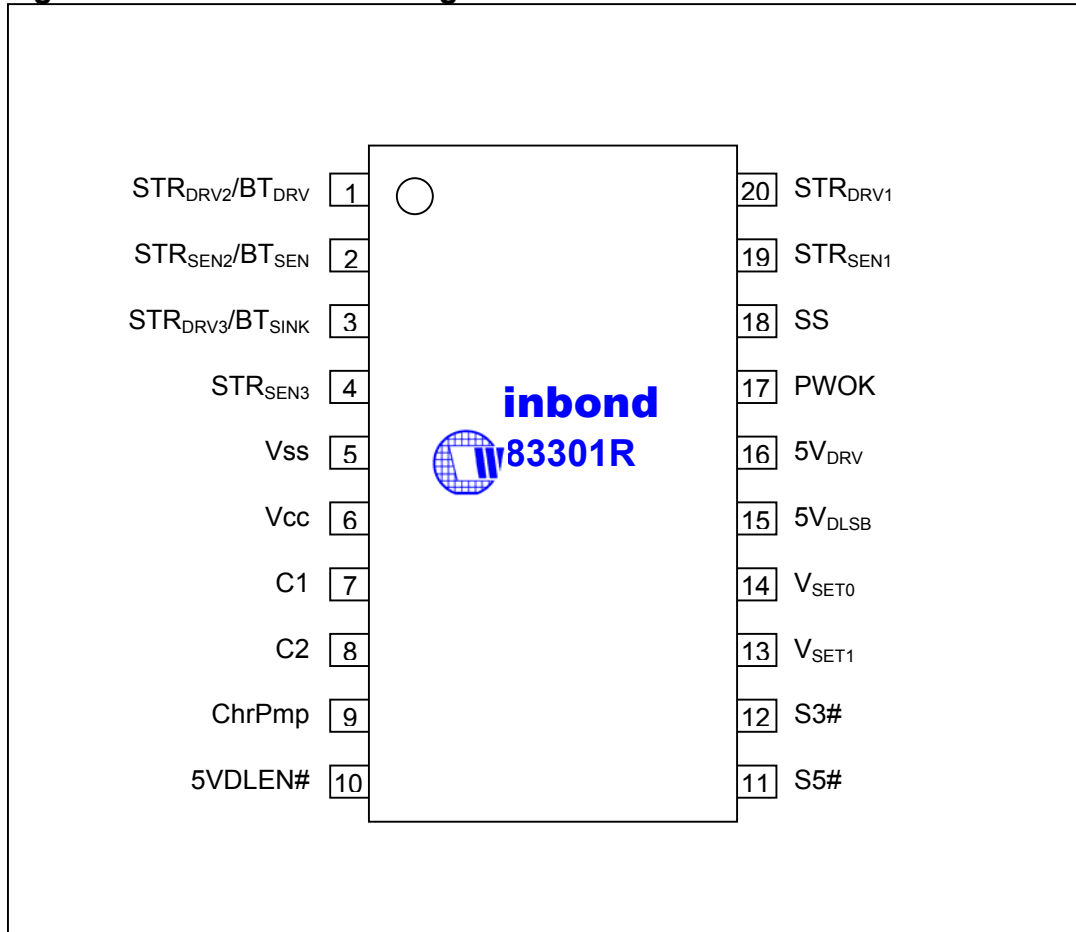 STRDRV2/BTDRV 1 20 STRDRV1
STRSEN2/BTSEN 2 19 STRSEN1
STRDRV3/BTSINK 3 18 SS
STRSEN3 4 17 PWOK
inbond
W83301R
Vss 5 16 5VDRV
Vcc 6 15 5VDLSB
C1 7 14 VSET0
C2 8 13 VSET1
ChrPmp 9 12 S3#
5VDLEN# 10 11 S5#